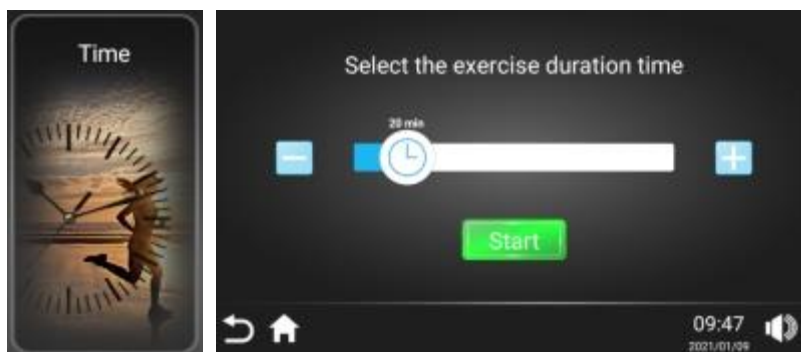 Time
Select the exercise duration time
20 min
Start
09:47
2021/01/09